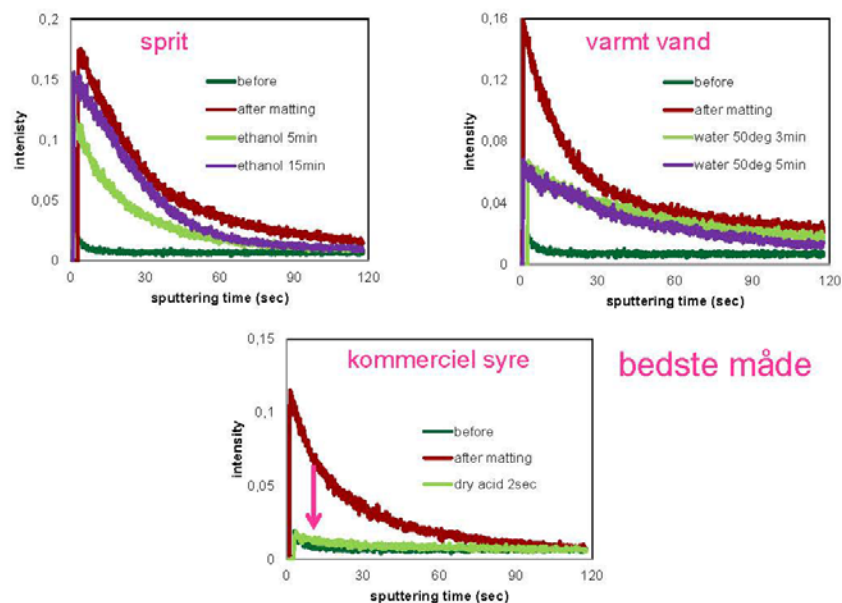 sprit
0,2
0,15
0,1
0,05
0
intenisty
before
after matting
ethanol 5min
ethanol 15min
0
30
60
90
120
sputtering time (sec)
varmt vand
0,16
0,12
0,08
0,04
0
intensity
before
after matting
water 50deg 3min
water 50deg 5min
0
30
60
90
120
sputtering time (sec)
kommerciel syre
0,15
0,1
0,05
0
intensity
before
after matting
dry acid 2sec
0
30
60
90
120
sputtering time (sec)
bedste måde